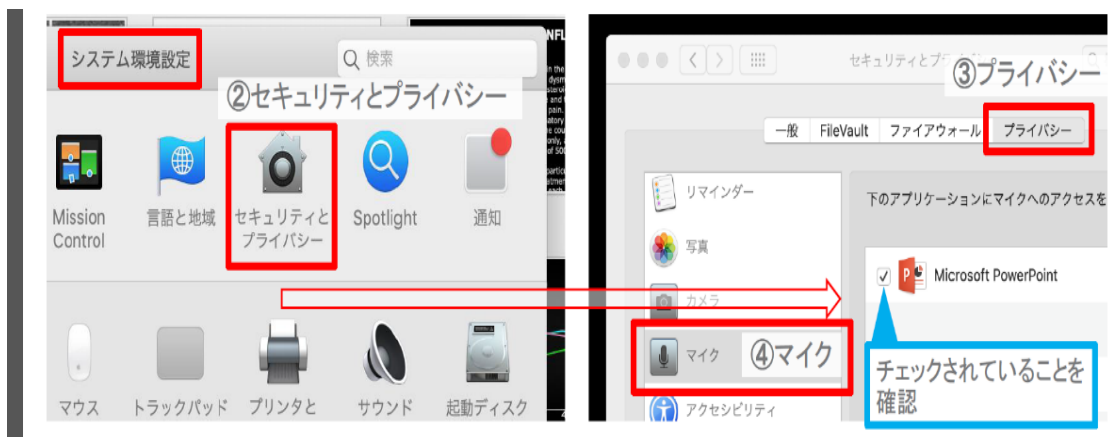 システム環境設定
検索
②セキュリティとプライバシー
Mission
Control
言語と地域
セキュリティと
プライバシー
Spotlight
通知
マウス
トラックパッド
プリンタと
サウンド
起動ディスク
セキュリティとプ
③プライバシー
一般
FileVault
ファイアウォール
プライバシー
リマインダー
写真
カメラ
マイク
④マイク
アクセシビリティ
下のアプリケーションにマイクへのアクセスを
Microsoft PowerPoint
チェックされていることを
確認